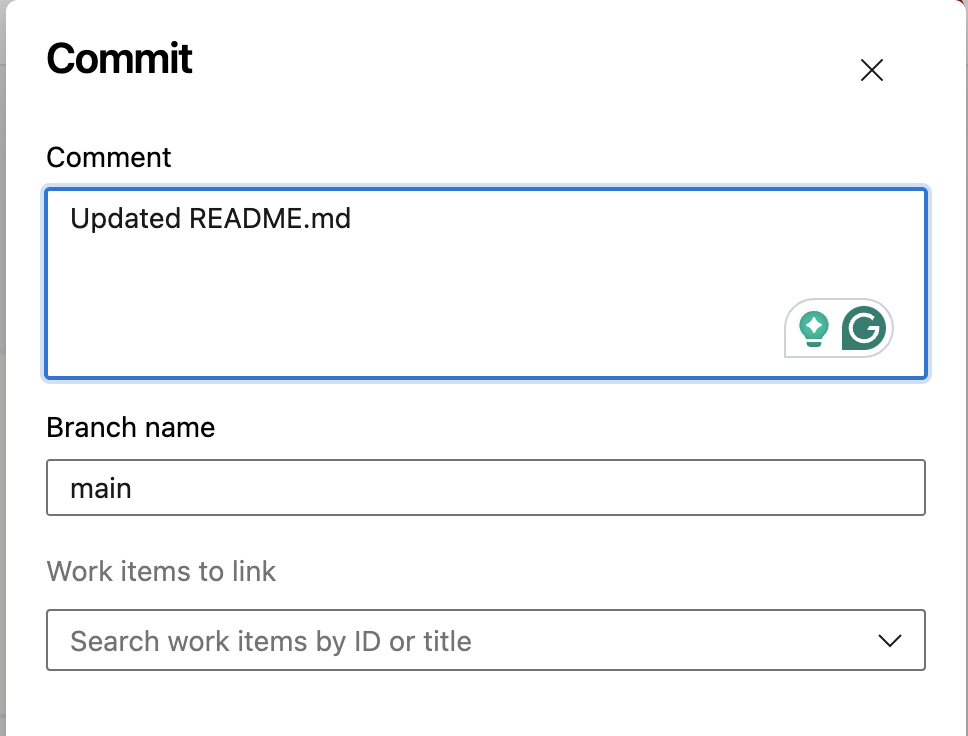 Commit
Comment
Updated README.md
Branch name
main
Work items to link
Search work items by ID or title